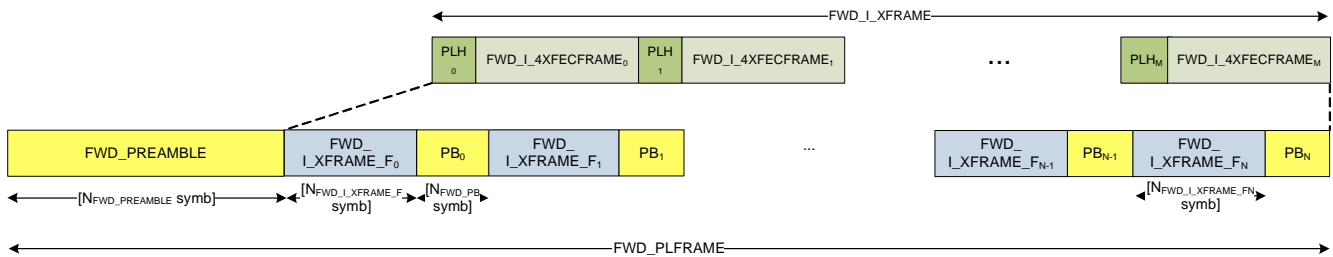 FWD_I_XFRAME
PLH
0
FWD_I_4XFECFRAME0
PLH
1
FWD_I_4XFECFRAME1
...
PLHM
FWD_I_4XFECFRAMEM
FWD_PREAMBLE
FWD_
I_XFRAME_F0
PB0
FWD_
I_XFRAME_F1
PB1
...
FWD_
I_XFRAME_FN-1
PBN-1
FWD_
I_XFRAME_FN
PBN
[NFWD_PREAMBLE symb]
[NFWD_I_XFRAME_F
symb]
[NFWD_PB
symb]
[NFWD_I_XFRAME_FN
symb]
FWD_PLFRAME